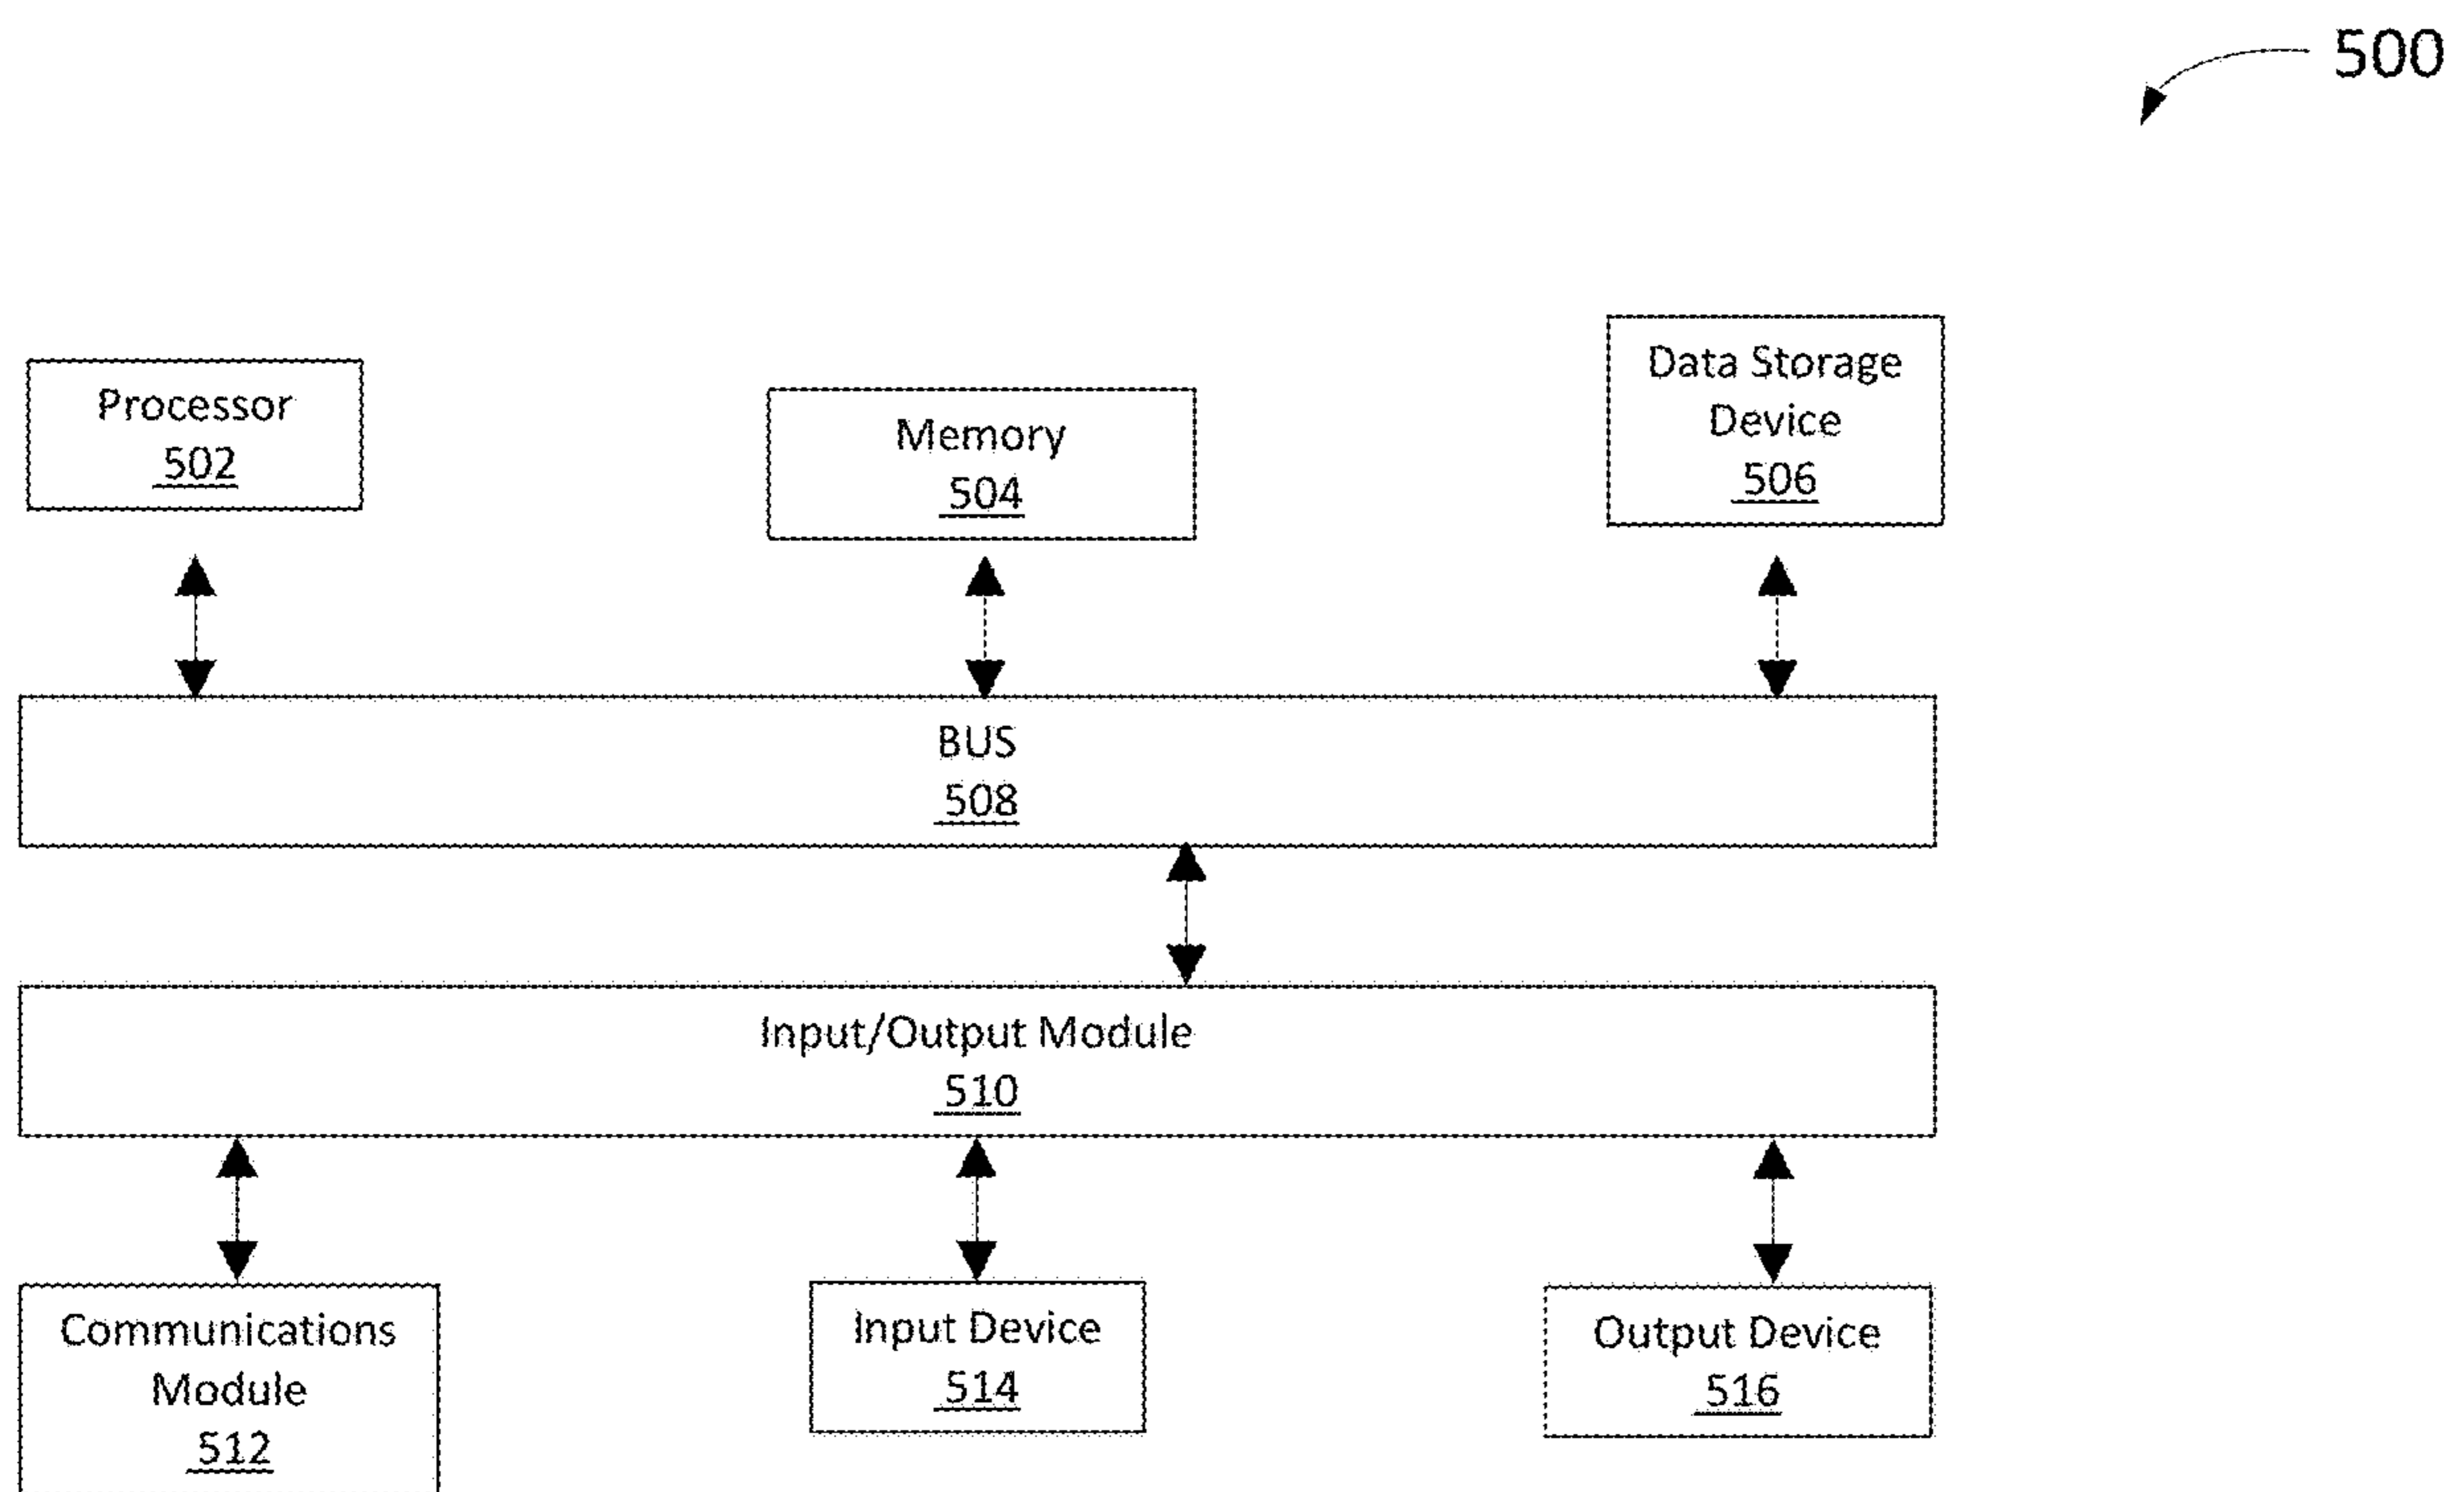 500
Processor
502
Memory
504
Data Storage
Device
506
BUS
508
Input/Output Module
510
Communications
Module
512
Input Device
514
Output Device
516